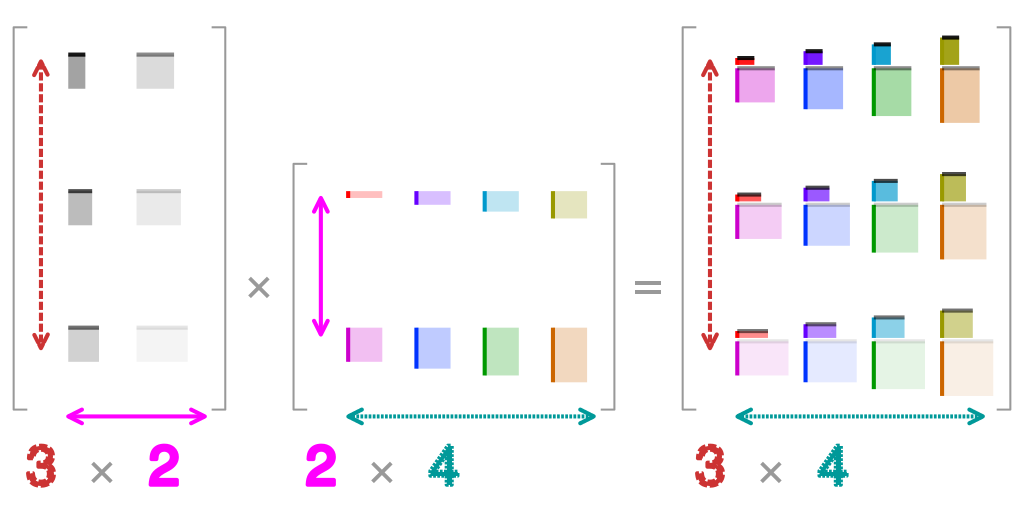 × =
3 × 2 2 × 4 3 × 4